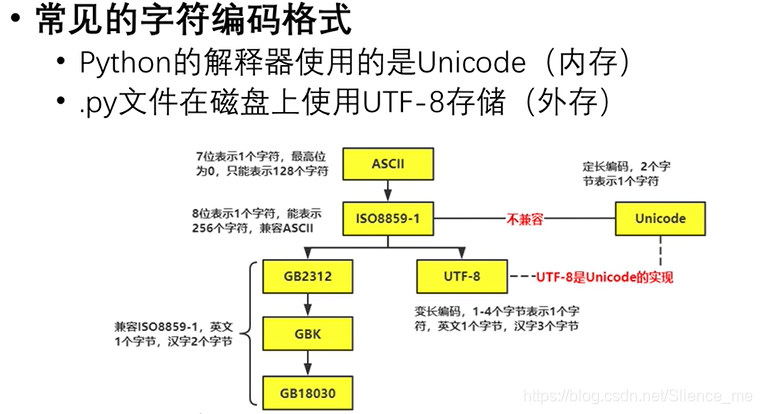 • 常见的字符编码格式
• Python的解释器使用的是Unicode（内存）
• .py文件在磁盘上使用UTF-8存储（外存）
7位表示1个字符，最高位
为0，只能表示128个字符
ASCII
定长编码，2个字
节表示1个字符
8位表示1个字符，能表示
256个字符，兼容ASCII
ISO8859-1
不兼容
Unicode
GB2312
UTF-8
UTF-8是Unicode的实现
变长编码，1-4个字节表示1个字
符，英文1个字节，汉字3个字节
兼容ISO8859-1，英文
1个字节，汉字2个字节
GBK
GB18030
https://blog.csdn.net/Slience_me